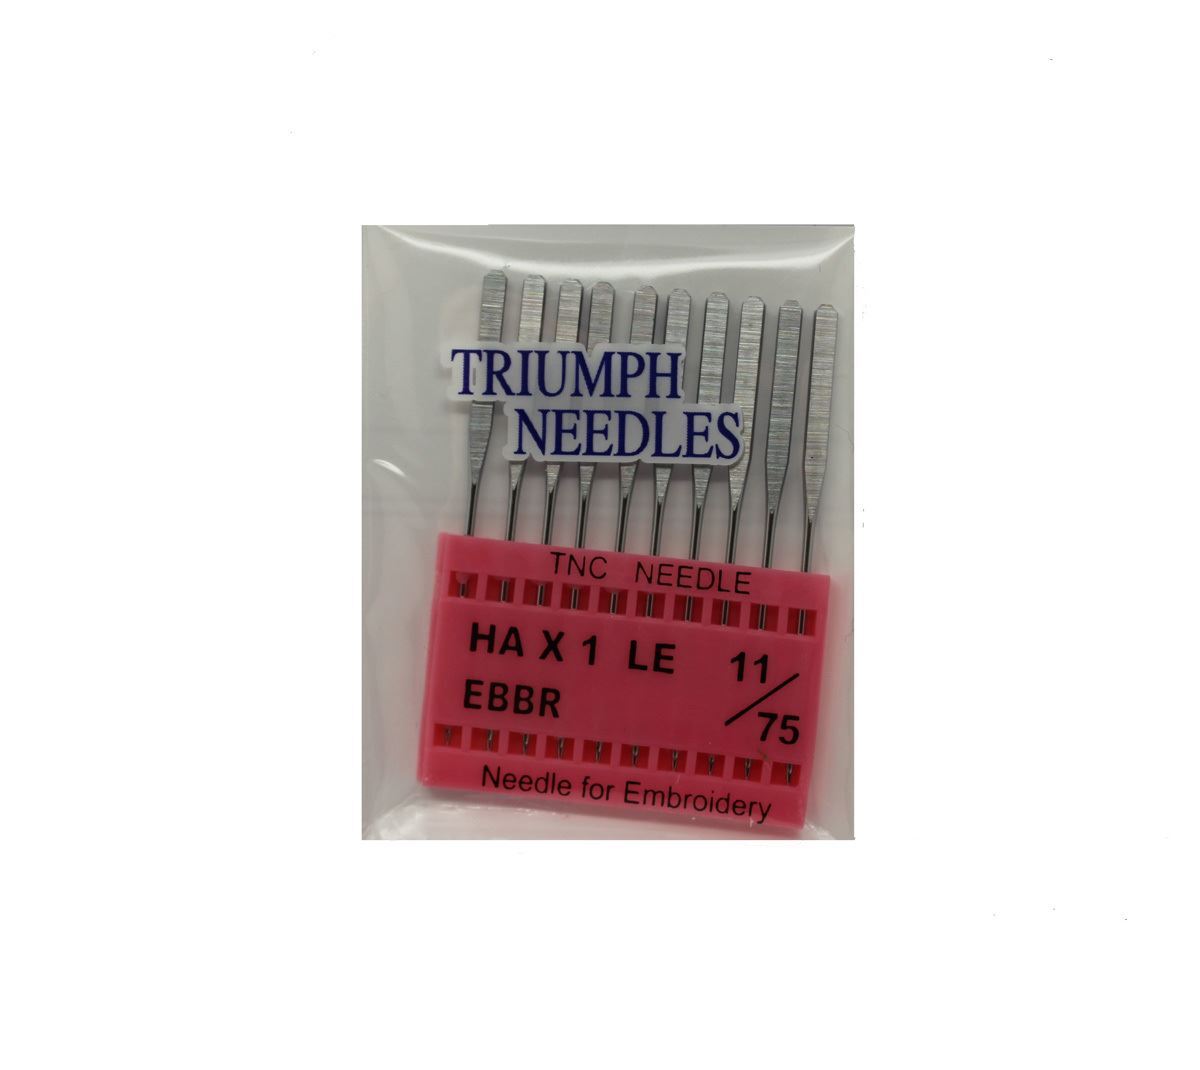 TRIUMPH
NEEDLES
TNC NEEDLE
HA X 1 LE 11/75
EBBR
Needle for Embroidery